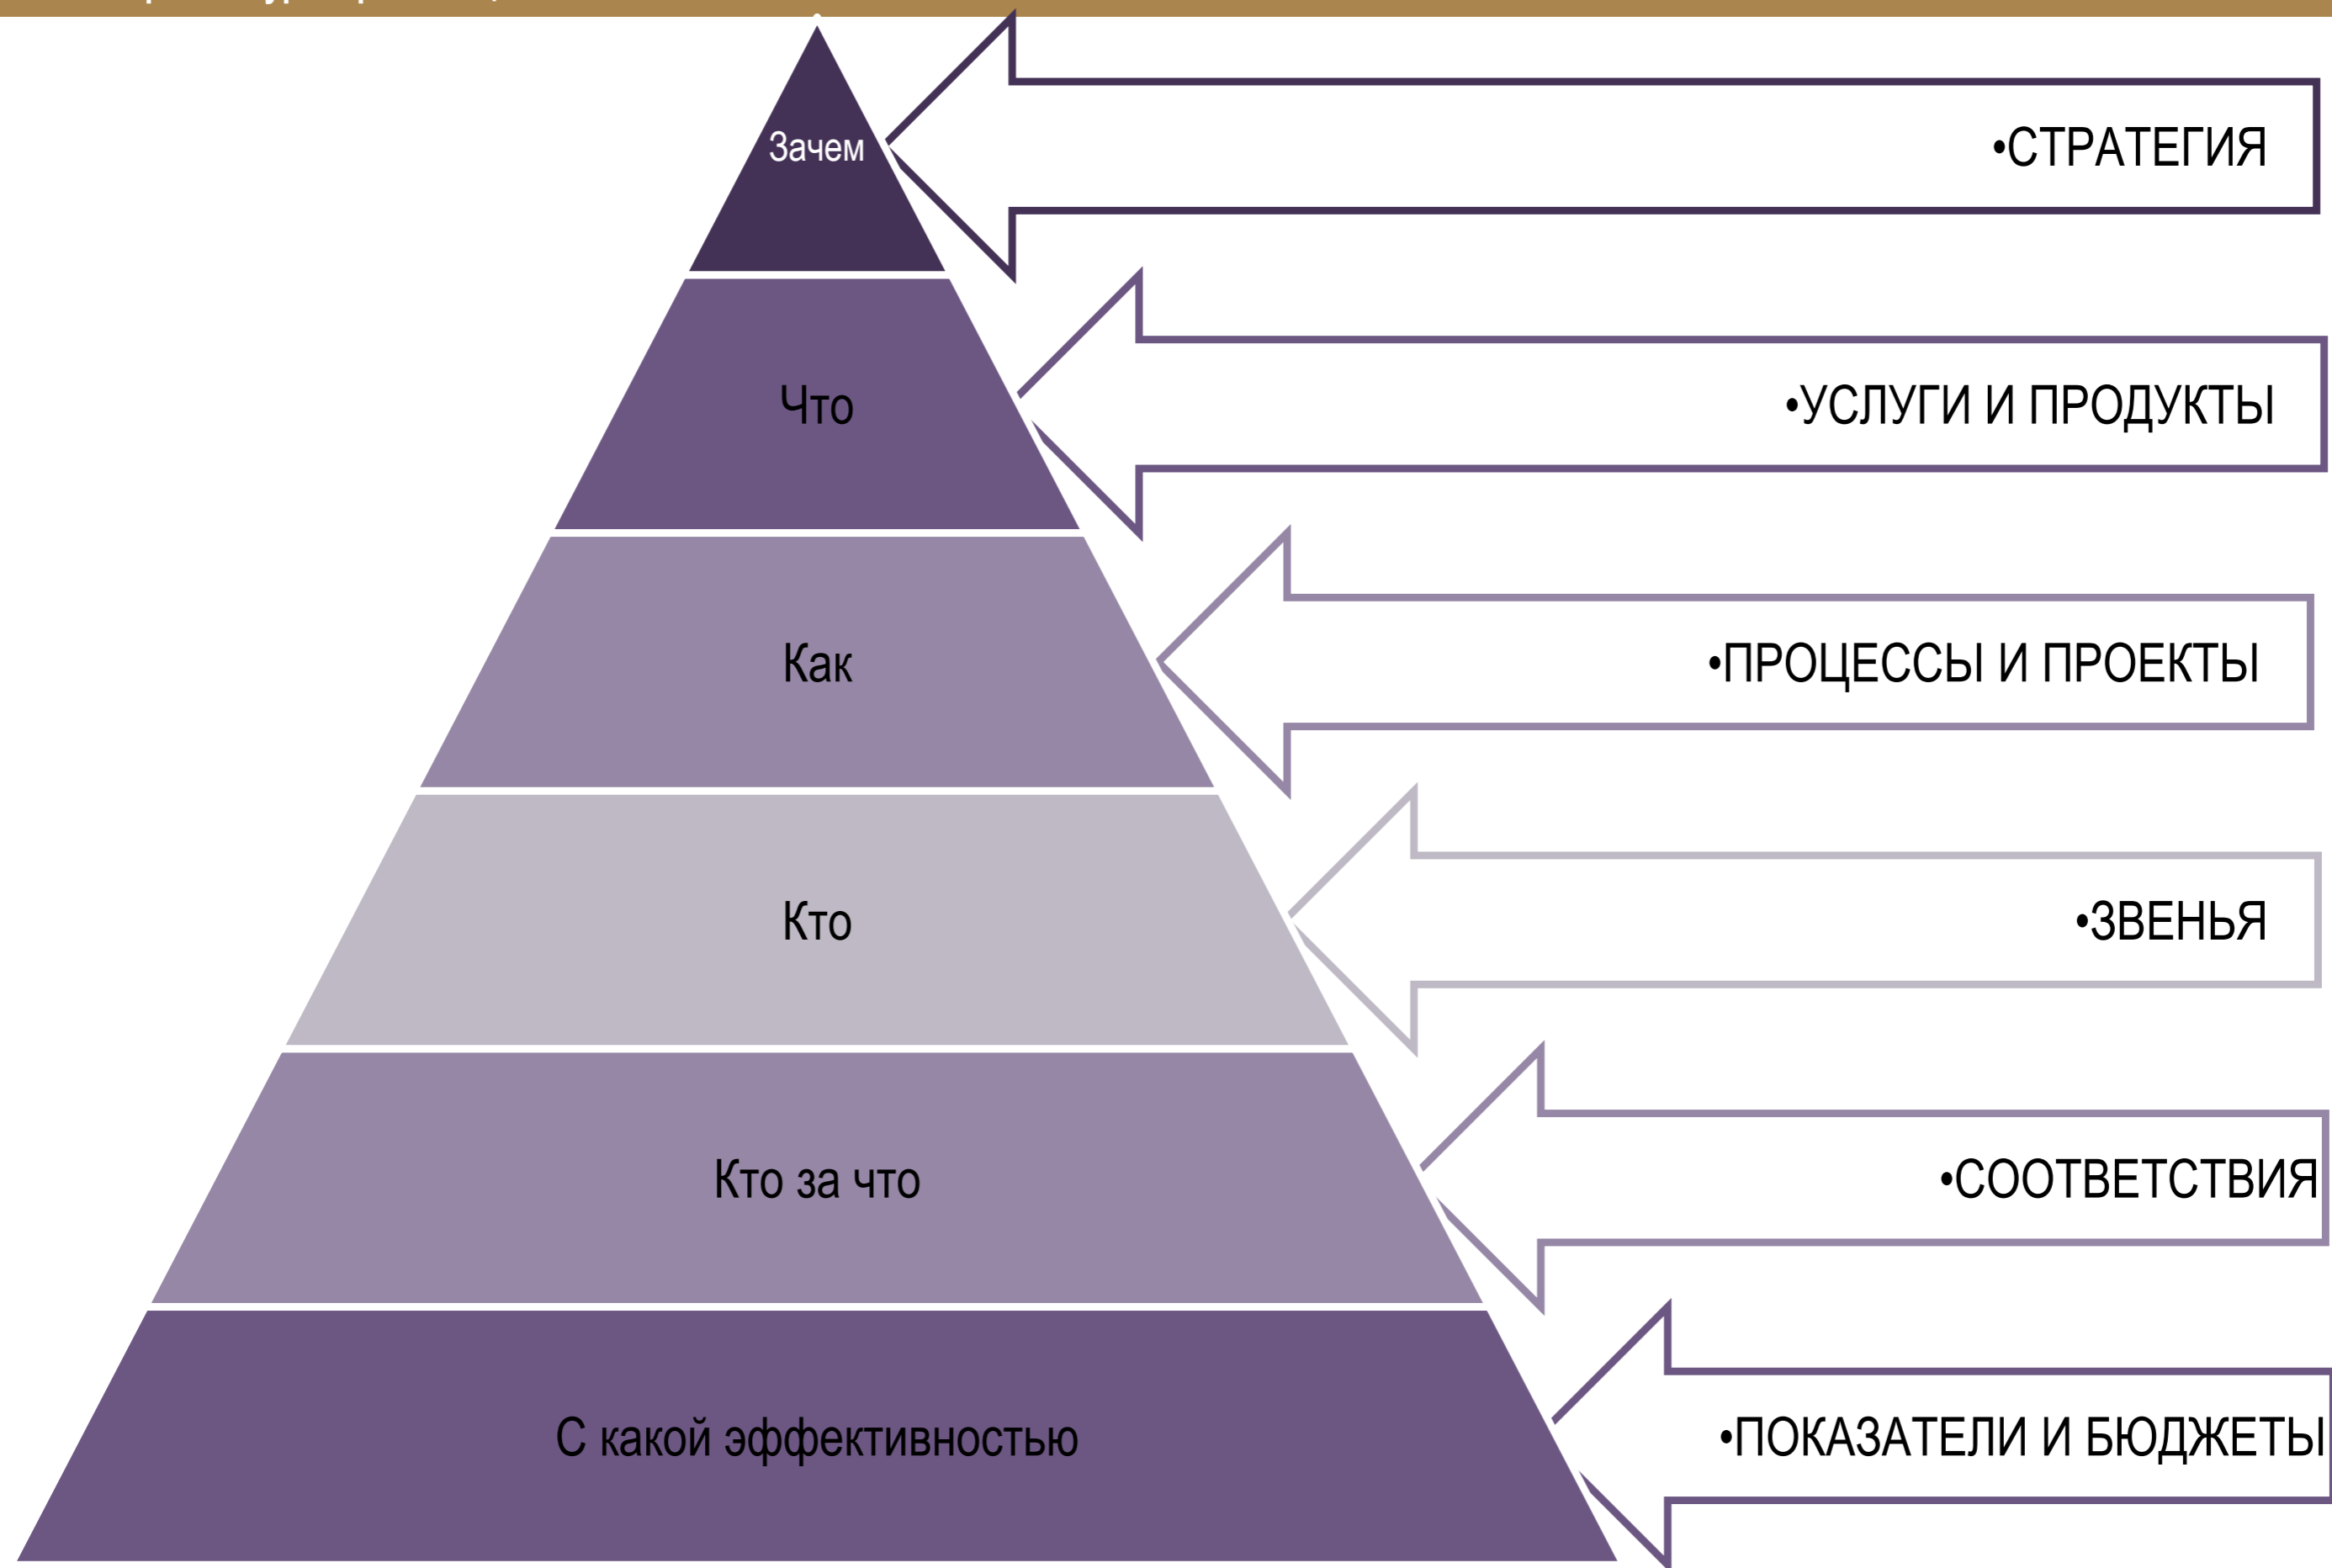 Зачем
•СТРАТЕГИЯ
Что
•УСЛУГИ И ПРОДУКТЫ
Как
•ПРОЦЕССЫ И ПРОЕКТЫ
Кто
•ЗВЕНЬЯ
Кто за что
•СООТВЕТСТВИЯ
С какой эффективностью
•ПОКАЗАТЕЛИ И БЮДЖЕТЫ